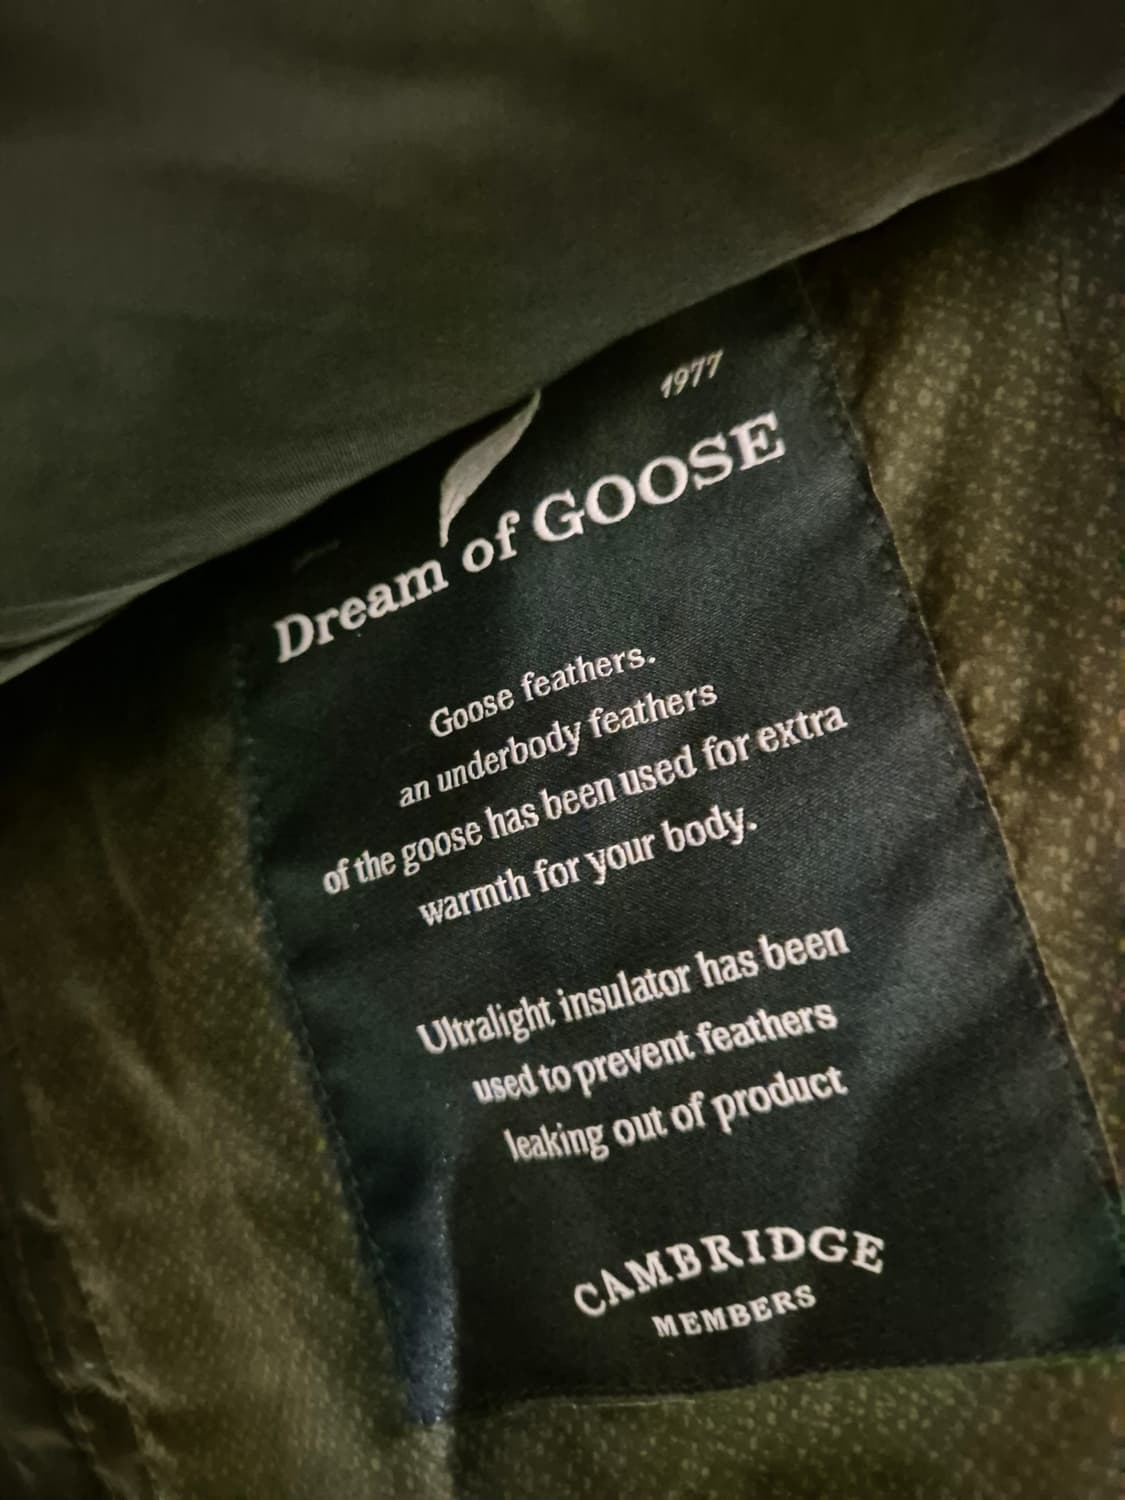 1977
Dream of GOOSE
Goose feathers.
an underbody feathers
of the goose has been used for extra
warmth for your body.
Ultralight insulator has been
used to prevent feathers
leaking out of product
CAMBRIDGE
MEMBERS